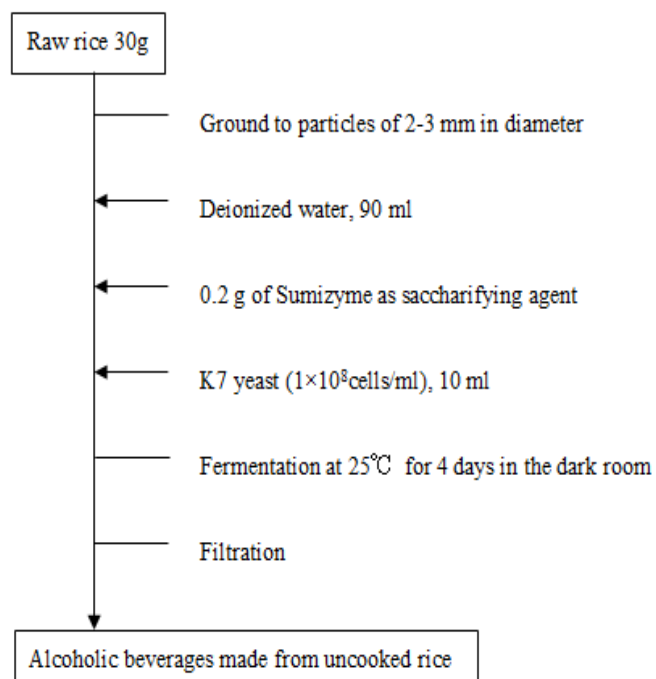 Raw rice 30g
Ground to particles of 2-3 mm in diameter
Deionized water, 90 ml
0.2 g of Sumizyme as saccharifying agent
K7 yeast (1×10⁸cells/ml), 10 ml
Fermentation at 25℃ for 4 days in the dark room
Filtration
Alcoholic beverages made from uncooked rice